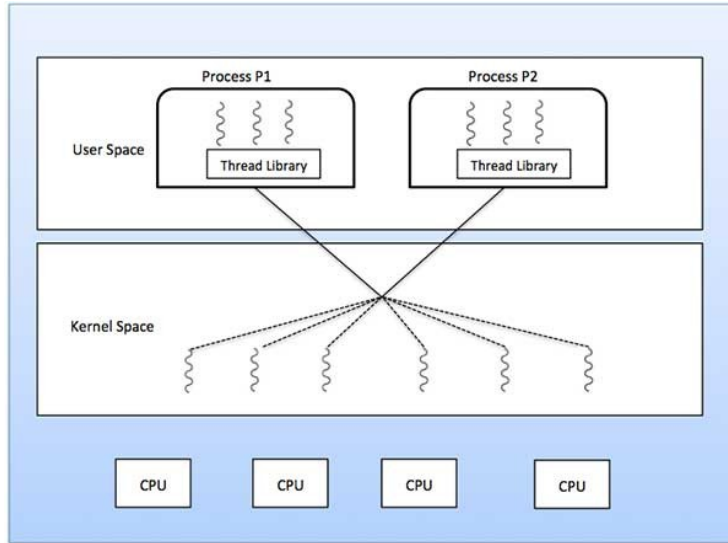 Process P1
Process P2
User Space
Thread Library
Thread Library
Kernel Space
CPU
CPU
CPU
CPU